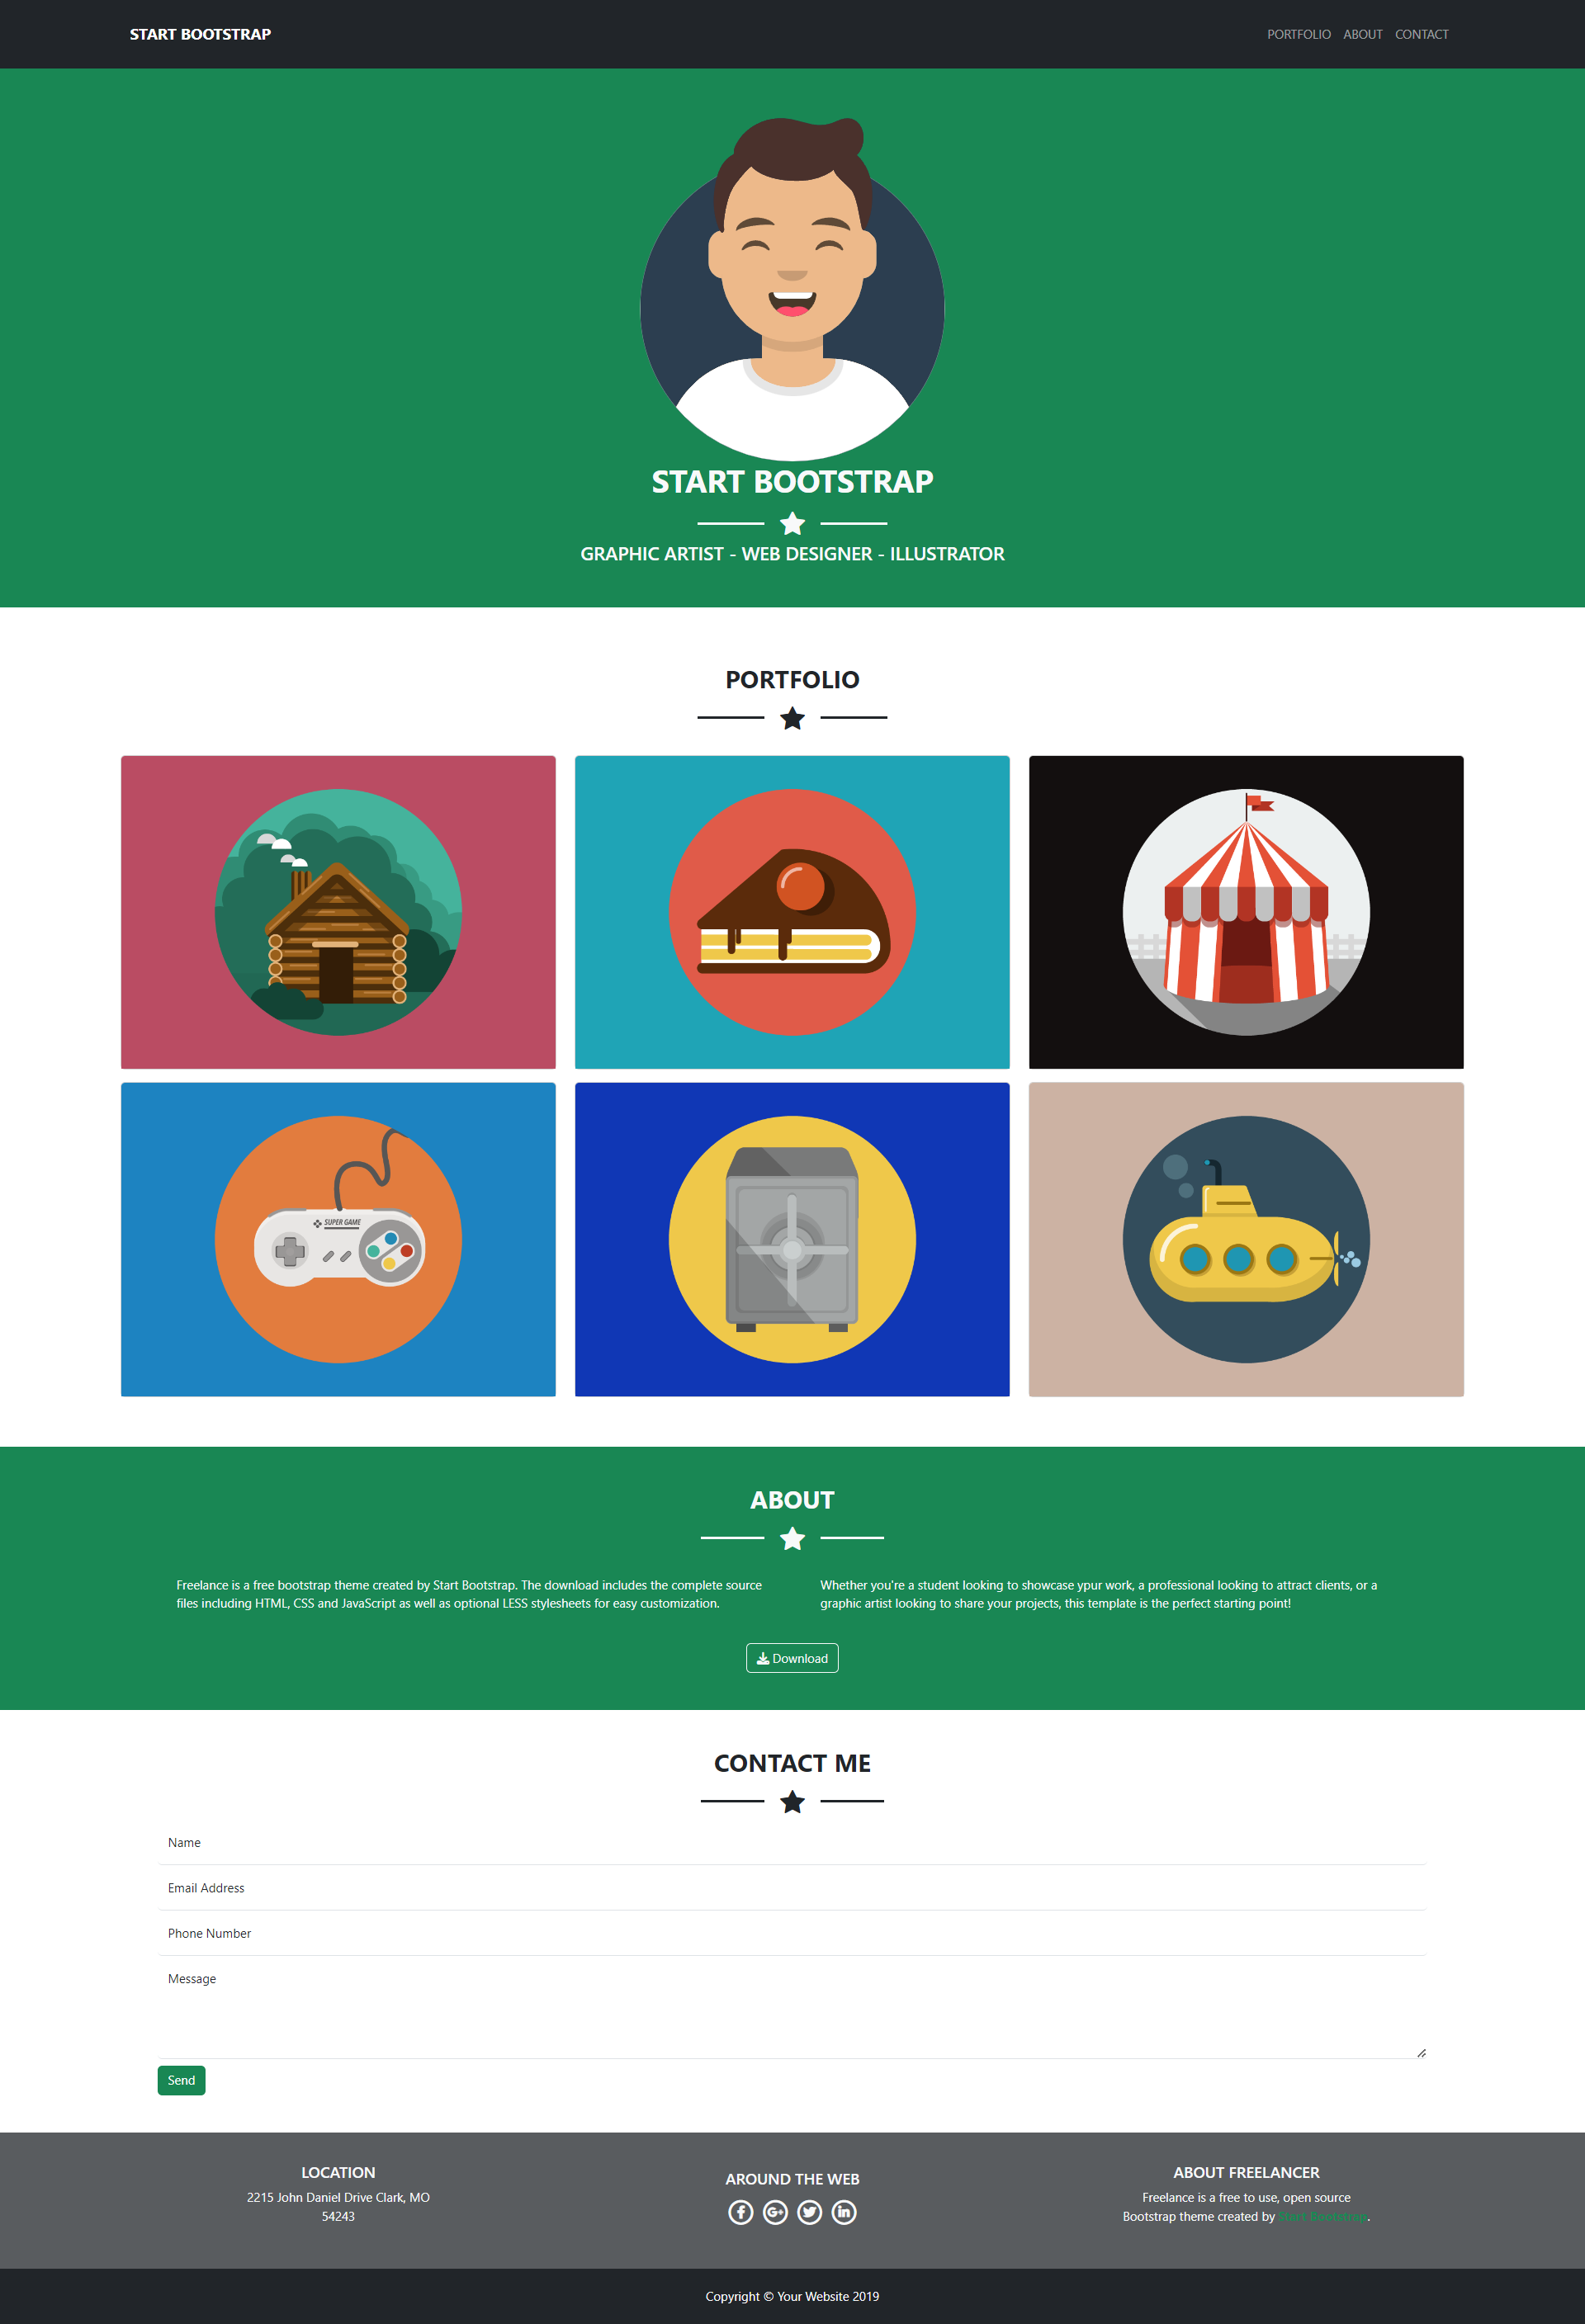 START BOOTSTRAP
PORTFOLIO ABOUT CONTACT
START BOOTSTRAP
GRAPHIC ARTIST - WEB DESIGNER - ILLUSTRATOR
PORTFOLIO
SUPER GAME
ABOUT
Freelance is a free bootstrap theme created by Start Bootstrap. The download includes the complete source
files including HTML, CSS and JavaScript as well as optional LESS stylesheets for easy customization.
Whether you're a student looking to showcase ypur work, a professional looking to attract clients, or a
graphic artist looking to share your projects, this template is the perfect starting point!
Download
CONTACT ME
Name
Email Address
Phone Number
Message
Send
LOCATION
2215 John Daniel Drive Clark, MO
54243
AROUND THE WEB
ABOUT FREELANCER
Freelance is a free to use, open source
Bootstrap theme created by Start Bootstrap.
Copyright © Your Website 2019